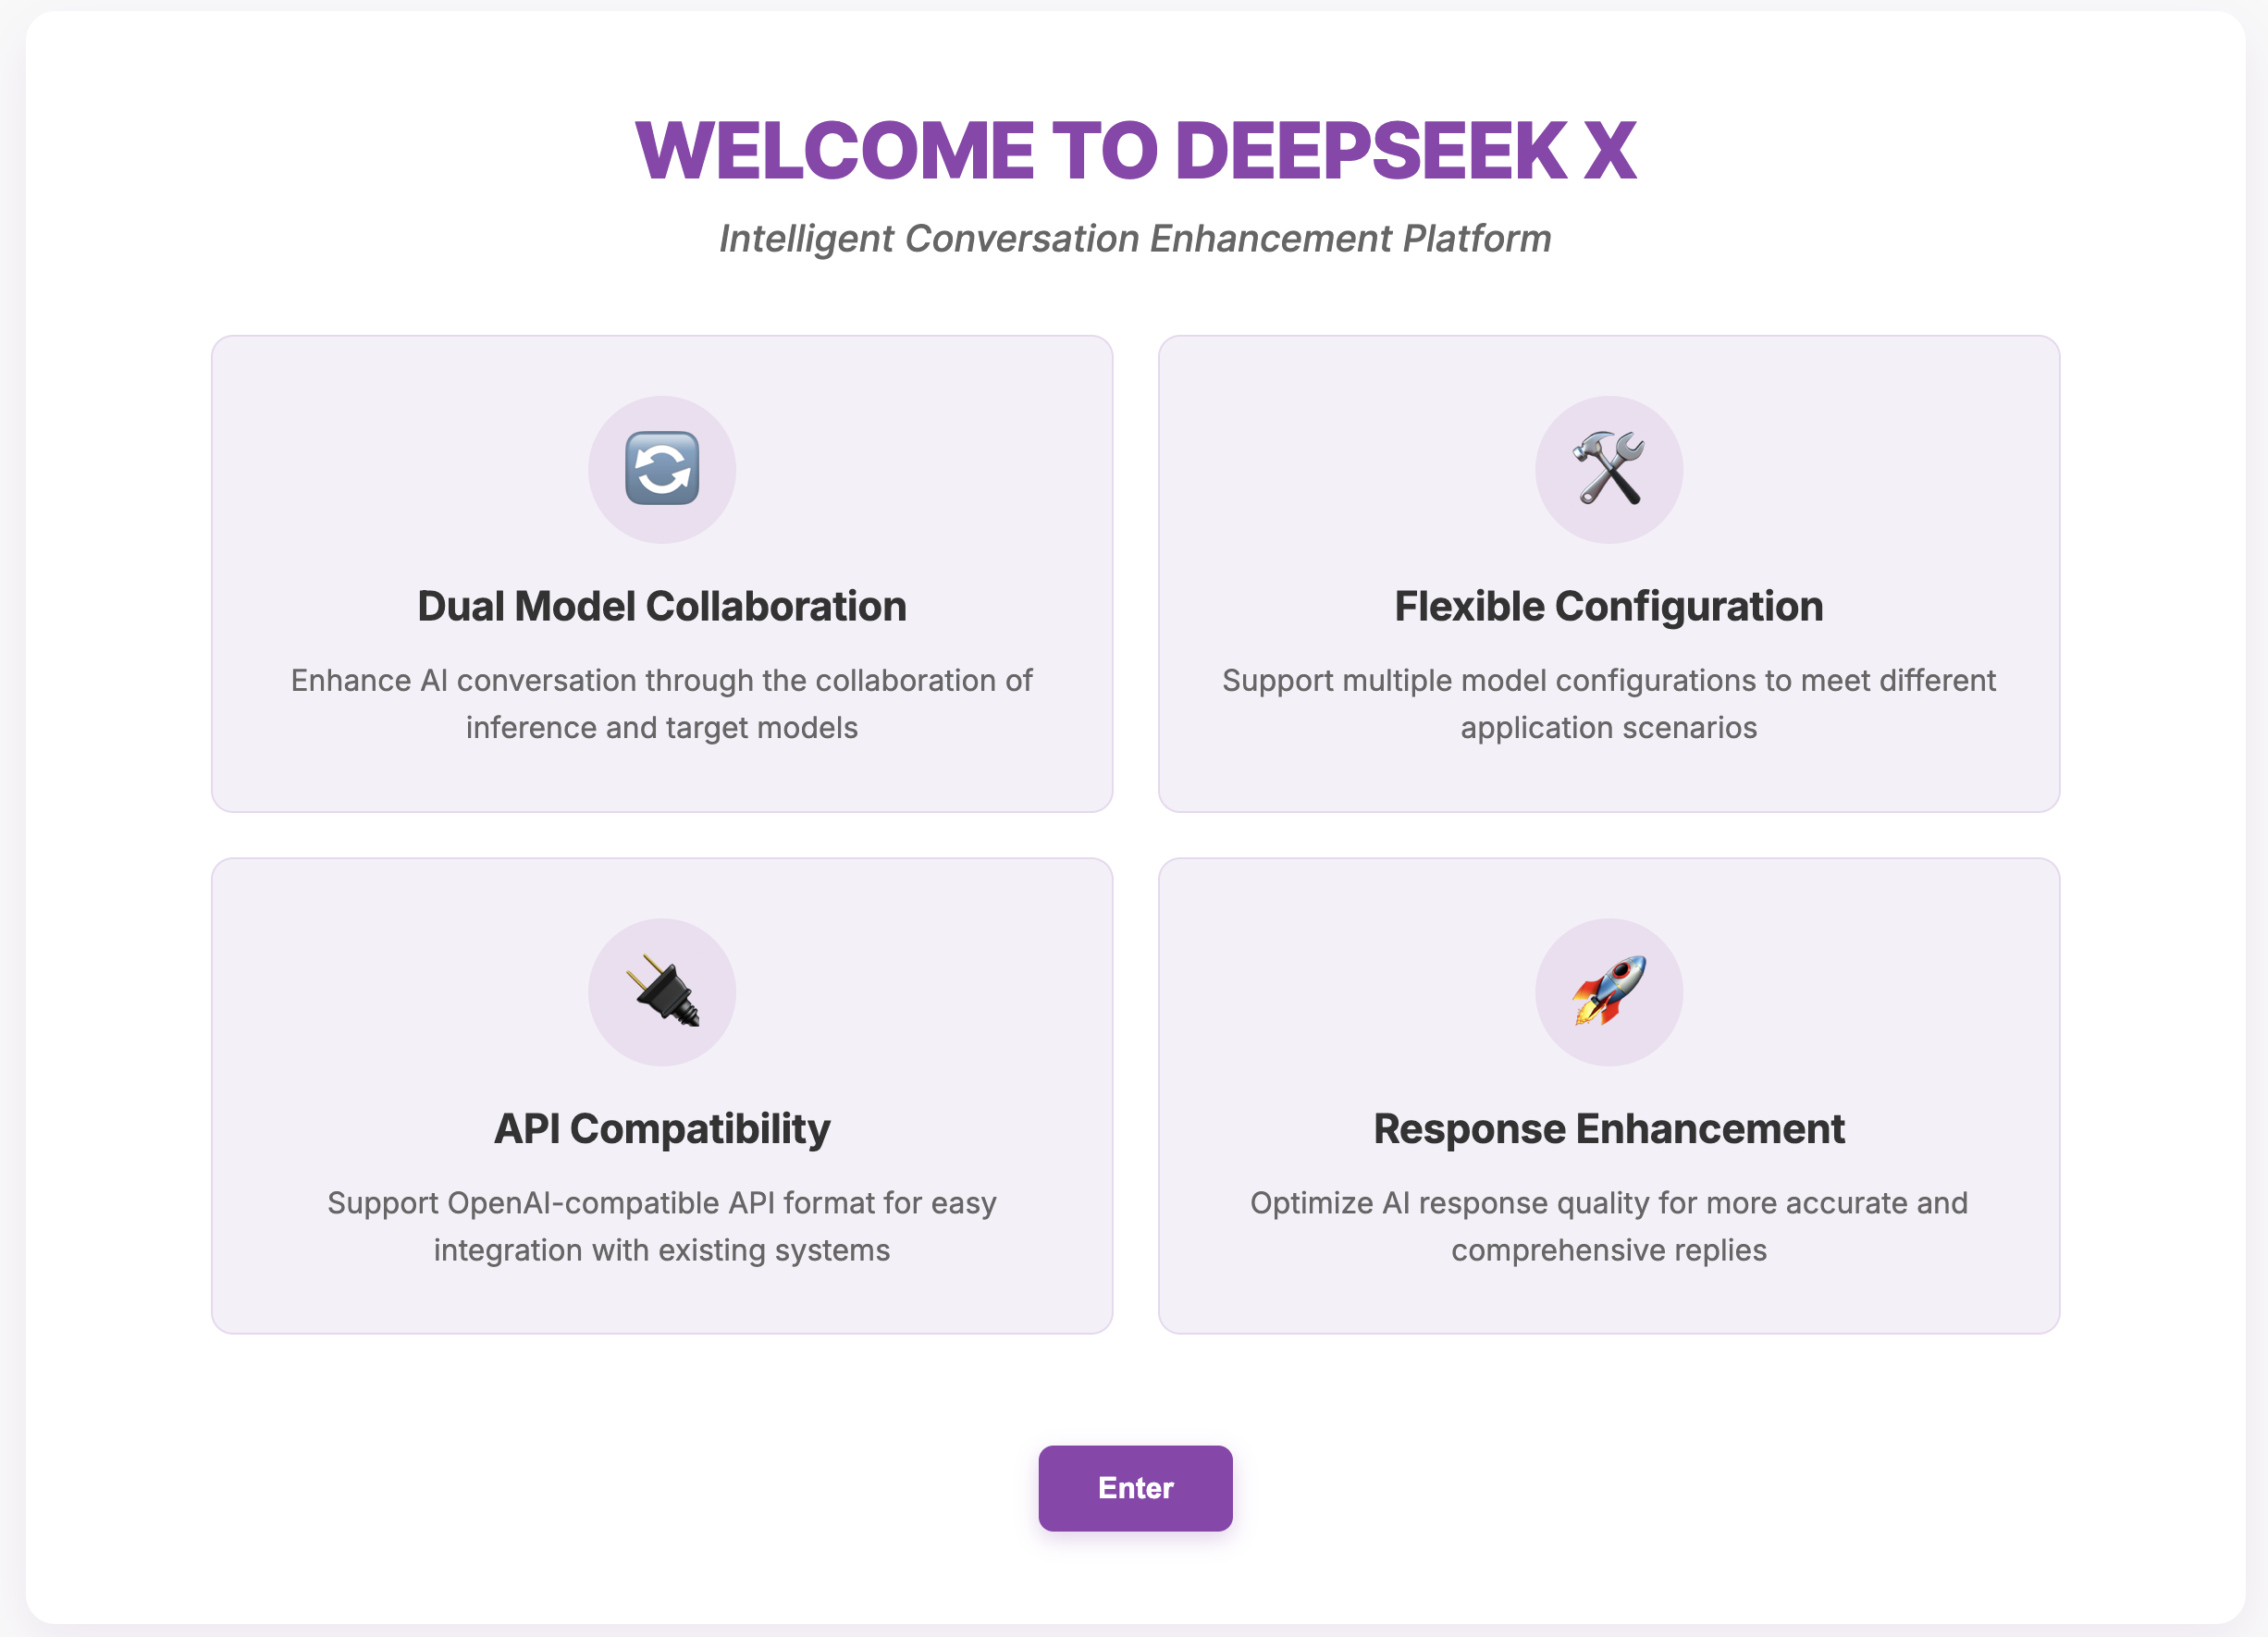 WELCOME TO DEEPSEEK X
Intelligent Conversation Enhancement Platform
Dual Model Collaboration
Enhance AI conversation through the collaboration of
inference and target models
Flexible Configuration
Support multiple model configurations to meet different
application scenarios
API Compatibility
Support OpenAI-compatible API format for easy
integration with existing systems
Response Enhancement
Optimize AI response quality for more accurate and
comprehensive replies
Enter